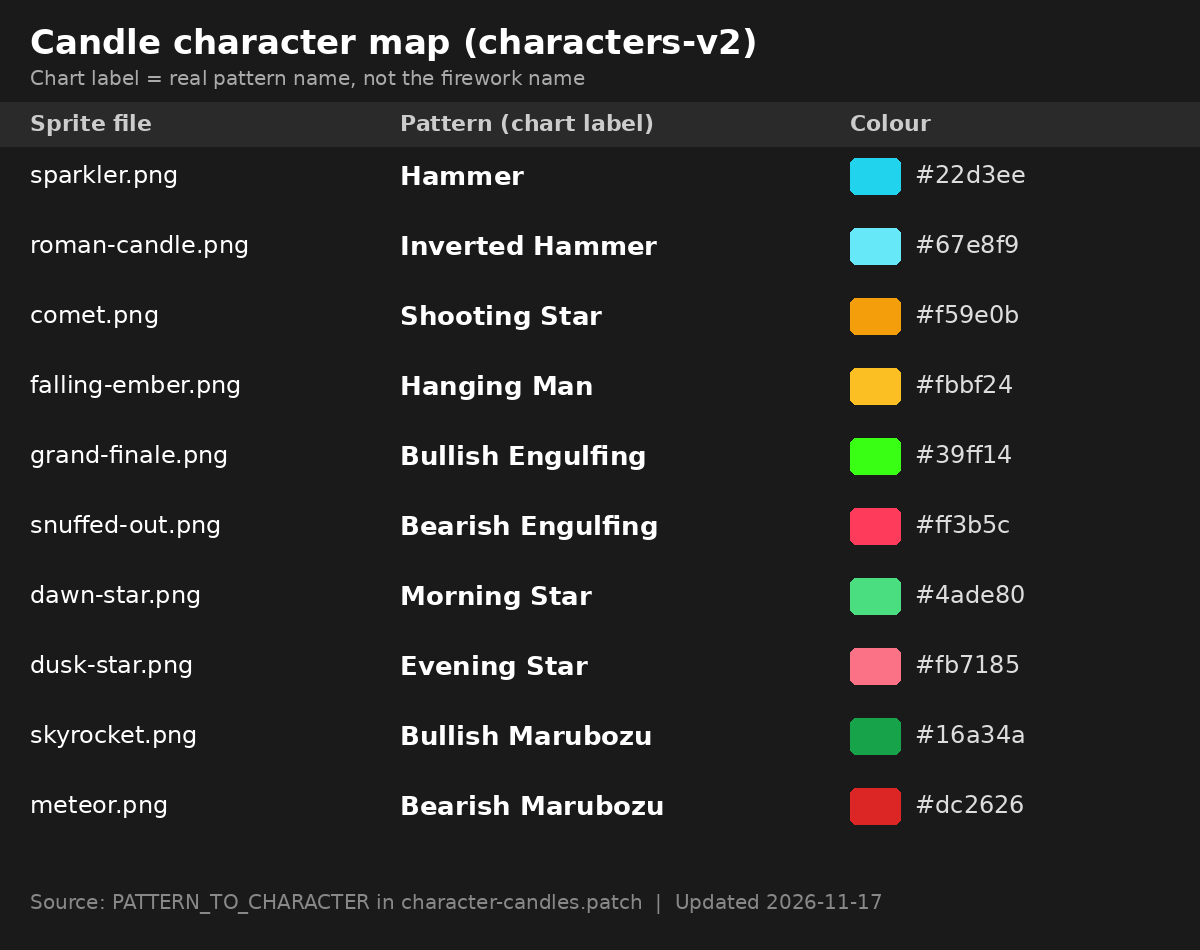 Candle character map (characters-v2)
Chart label = real pattern name, not the firework name
Sprite file Pattern (chart label) Colour
sparkler.png Hammer #22d3ee
roman-candle.png Inverted Hammer #67e8f9
comet.png Shooting Star #f59e0b
falling-ember.png Hanging Man #fbbf24
grand-finale.png Bullish Engulfing #39ff14
snuffed-out.png Bearish Engulfing #ff3b5c
dawn-star.png Morning Star #4ade80
dusk-star.png Evening Star #fb7185
skyrocket.png Bullish Marubozu #16a34a
meteor.png Bearish Marubozu #dc2626
Source: PATTERN_TO_CHARACTER in character-candles.patch | Updated 2026-11-17